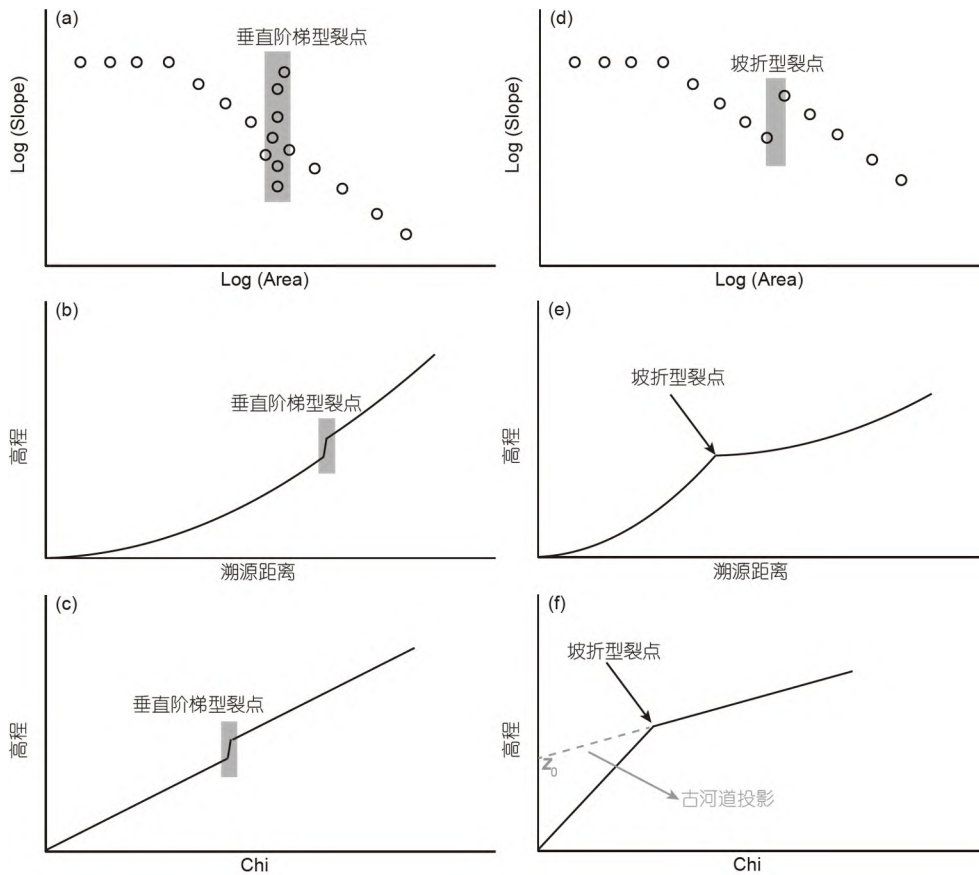 (a)
垂直阶梯型裂点
Log (Slope)
Log (Area)
(d)
坡折型裂点
Log (Slope)
Log (Area)
(b)
垂直阶梯型裂点
高程
溯源距离
(e)
坡折型裂点
高程
溯源距离
(c)
垂直阶梯型裂点
高程
Chi
(f)
坡折型裂点
高程
z0
古河道投影
Chi